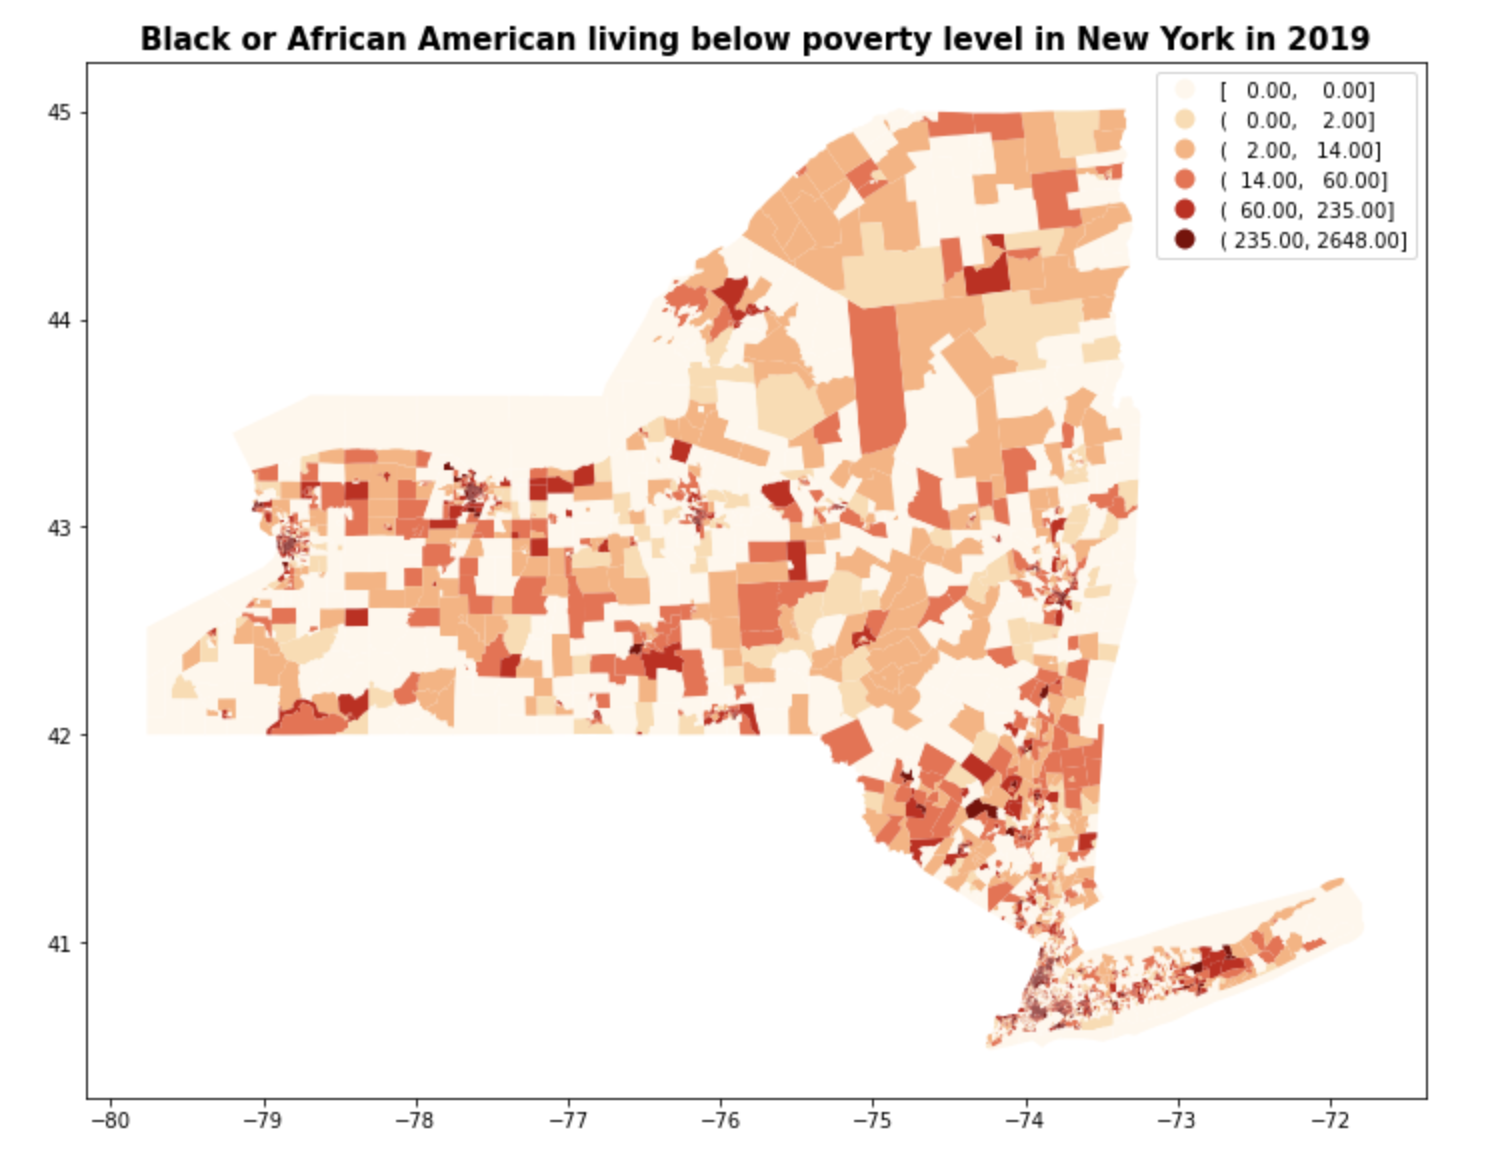 Black or African American living below poverty level in New York in 2019
[ 0.00, 0.00]
( 0.00, 2.00]
( 2.00, 14.00]
( 14.00, 60.00]
( 60.00, 235.00]
( 235.00, 2648.00]
45
44
43
42
41
−80 −79 −78 −77 −76 −75 −74 −73 −72